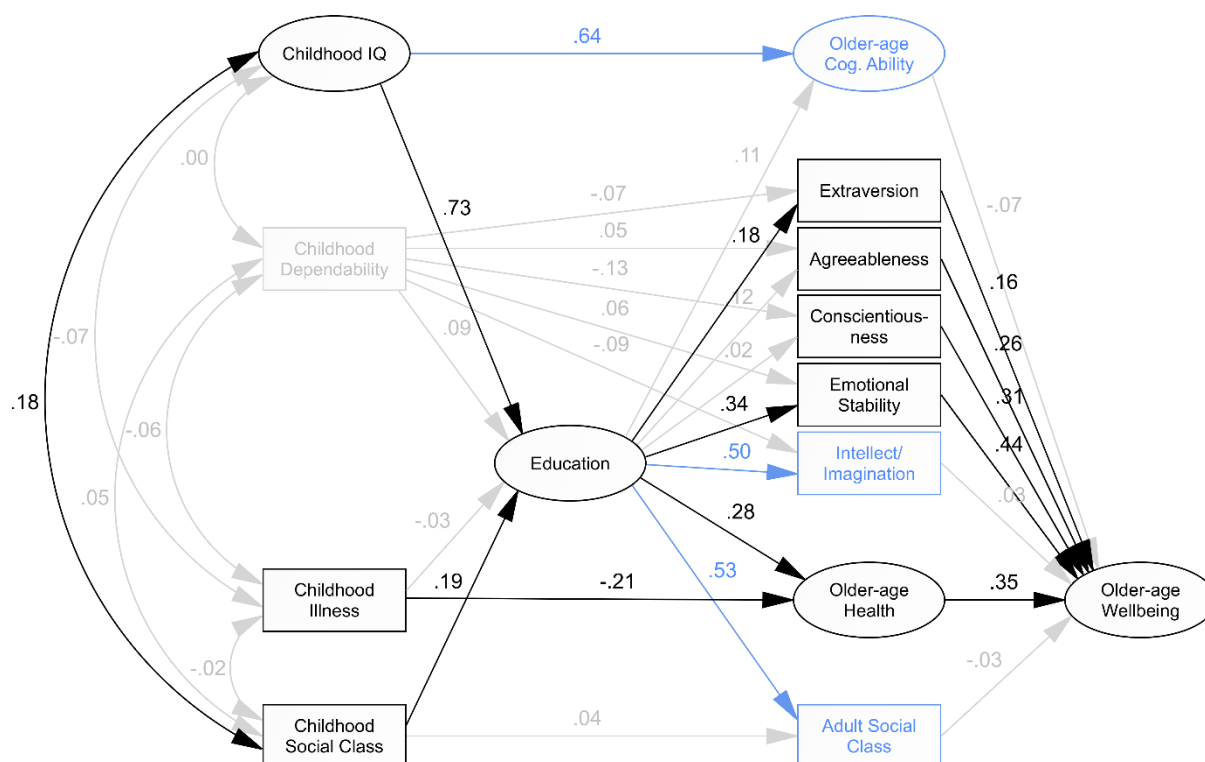 .64
Childhood IQ
Older-age
Cog. Ability
.00
.11
-.07
Extraversion
-.07
.73
.05
.18
Childhood
Dependability
Agreeableness
-.13
.16
.06
.12
Conscientious-
ness
.09
-.07
-.09
.02
.26
.31
Emotional
Stability
.18
.34
-.06
.44
Education
.50
Intellect/
Imagination
.05
.03
.28
-.03
.53
Childhood
Illness
.19
-.21
Older-age
Health
.35
Older-age
Wellbeing
-.02
-.03
Childhood
Social Class
.04
Adult Social
Class